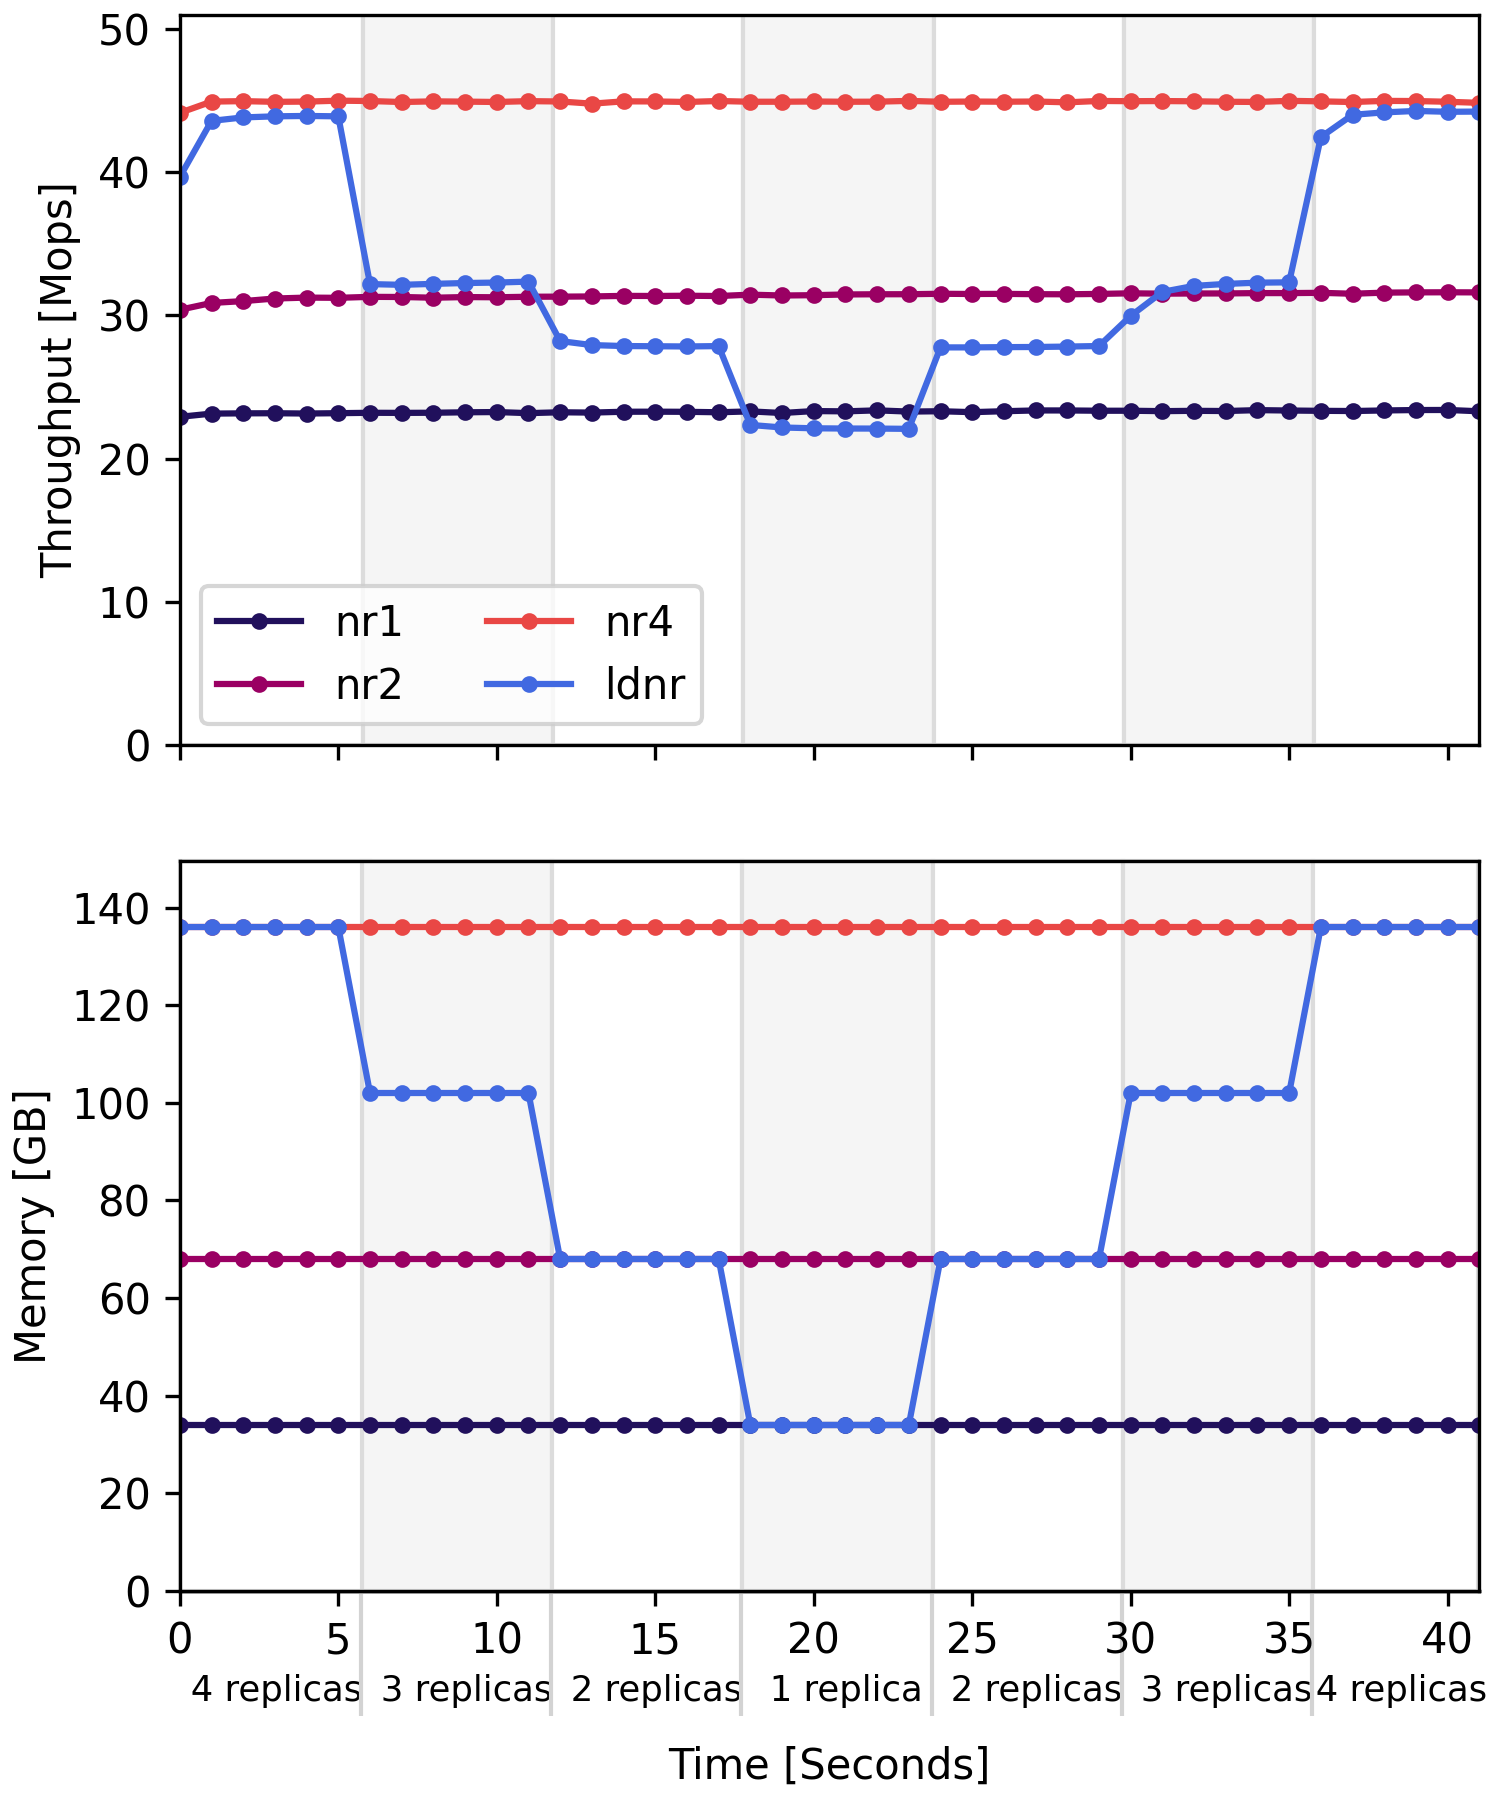 50
40
30
20
10
0
Throughput [Mops]
nr1 nr4
nr2 ldnr
140
120
100
80
60
40
20
0
Memory [GB]
0 5 10 15 20 25 30 35 40
4 replicas 3 replicas 2 replicas 1 replica 2 replicas 3 replicas 4 replicas
Time [Seconds]